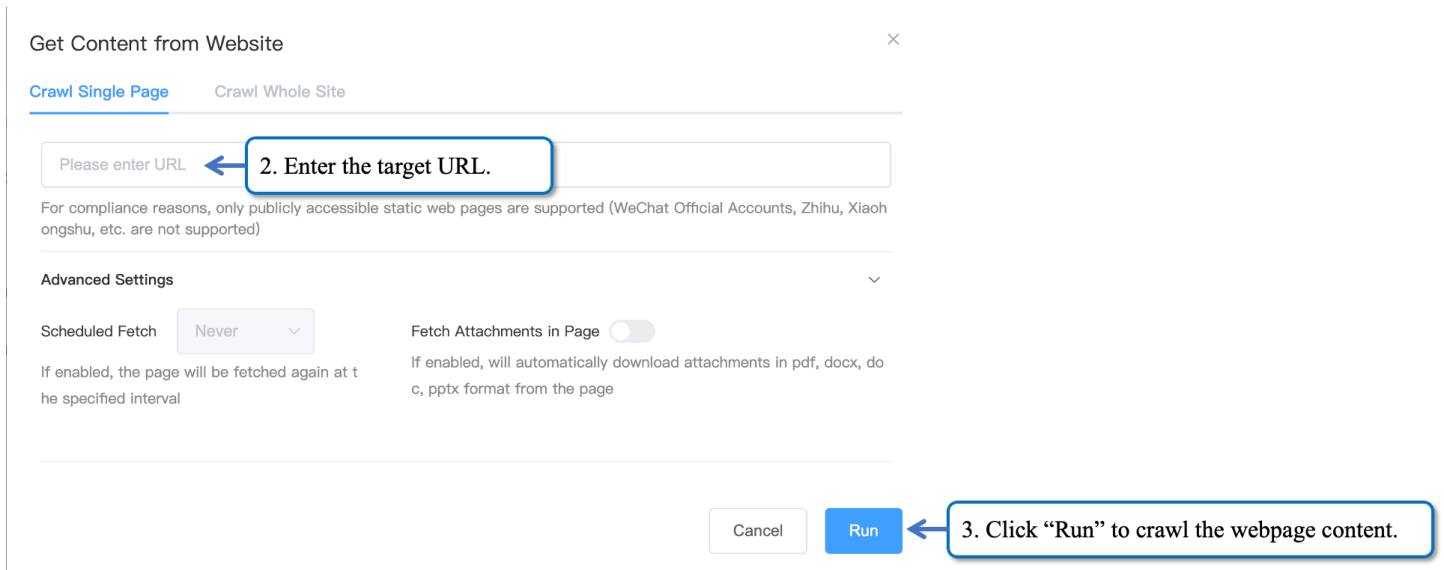 Get Content from Website
Crawl Single Page
Crawl Whole Site
Please enter URL
2. Enter the target URL.
For compliance reasons, only publicly accessible static web pages are supported (WeChat Official Accounts, Zhihu, Xiaoh
ongshu, etc. are not supported)
Advanced Settings
Scheduled Fetch
Never
If enabled, the page will be fetched again at t
he specified interval
Fetch Attachments in Page
If enabled, will automatically download attachments in pdf, docx, do
c, pptx format from the page
Cancel
Run
3. Click “Run” to crawl the webpage content.